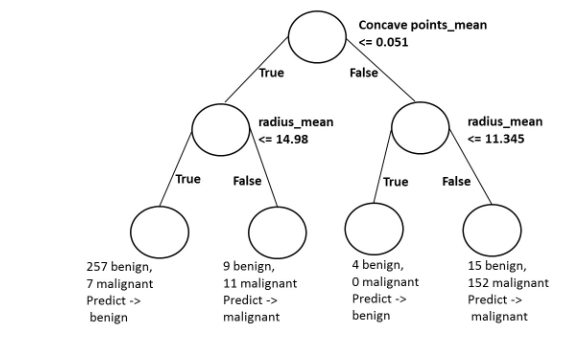 Concave points_mean
<= 0.051
True
False
radius_mean
<= 14.98
radius_mean
<= 11.345
True
False
True
False
257 benign,
7 malignant
Predict ->
benign
9 benign,
11 malignant
Predict ->
malignant
4 benign,
0 malignant
Predict ->
benign
15 benign,
152 malignant
Predict ->
malignant